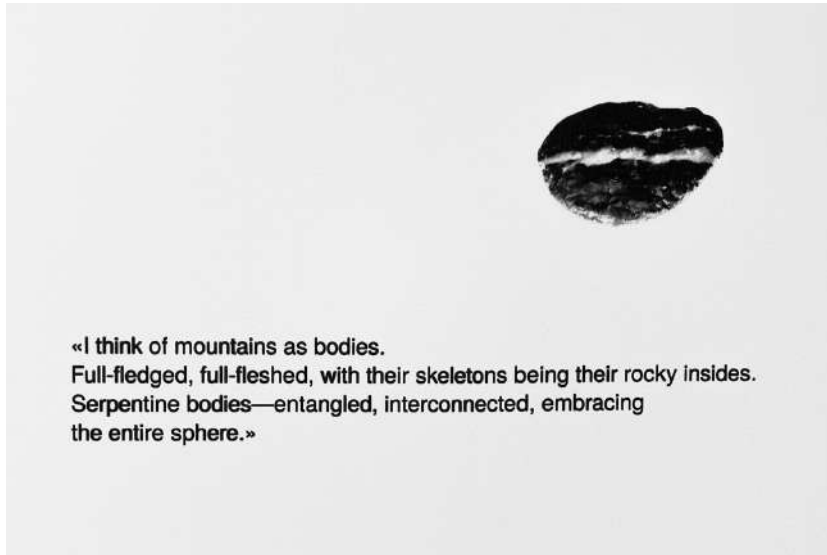 «I think of mountains as bodies.
Full-fledged, full-fleshed, with their skeletons being their rocky insides.
Serpentine bodies—entangled, interconnected, embracing
the entire sphere.»